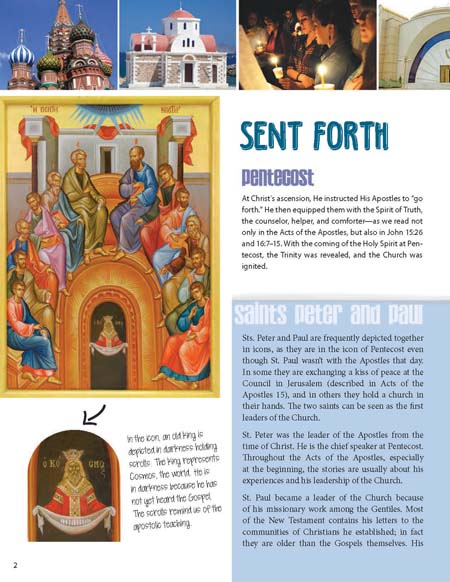 SENT FORTH
pentecost
At Christ's ascension, He instructed His Apostles to "go
forth." He then equipped them with the Spirit of Truth,
the counselor, helper, and comforter—as we read not
only in the Acts of the Apostles, but also in John 15:26
and 16:7–15. With the coming of the Holy Spirit at Pen-
tecost, the Trinity was revealed, and the Church was
ignited.
saints peter and paul
Sts. Peter and Paul are frequently depicted together
in icons, as they are in the icon of Pentecost even
though St. Paul wasn't with the Apostles that day.
In some they are exchanging a kiss of peace at the
Council in Jerusalem (described in Acts of the
Apostles 15), and in others they hold a church in
their hands. The two saints can be seen as the first
leaders of the Church.
St. Peter was the leader of the Apostles from the
time of Christ. He is the chief speaker at Pentecost.
Throughout the Acts of the Apostles, especially
at the beginning, the stories are usually about his
experiences and his leadership of the Church.
St. Paul became a leader of the Church because
of his missionary work among the Gentiles. Most
of the New Testament contains his letters to the
communities of Christians he established; in fact
they are older than the Gospels themselves. His
In the icon, an old king is
depicted in darkness holding
scrolls. The king represents
Cosmos, the world. He is
in darkness because he has
not yet heard the Gospel.
The scrolls remind us of the
apostolic teaching.
Ο ΚΟ CΜΟC
2